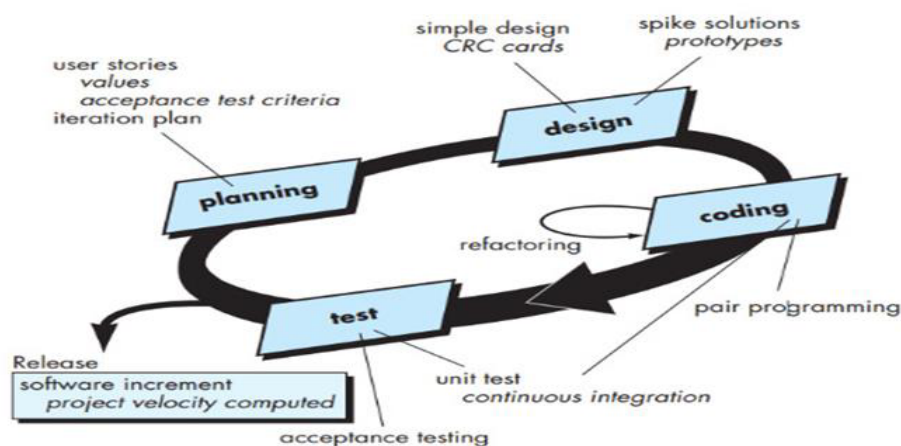 simple design
CRC cards
spike solutions
prototypes
user stories
values
acceptance test criteria
iteration plan
design
planning
coding
refactoring
test
pair programming
Release
software increment
project velocity computed
unit test
continuous integration
acceptance testing